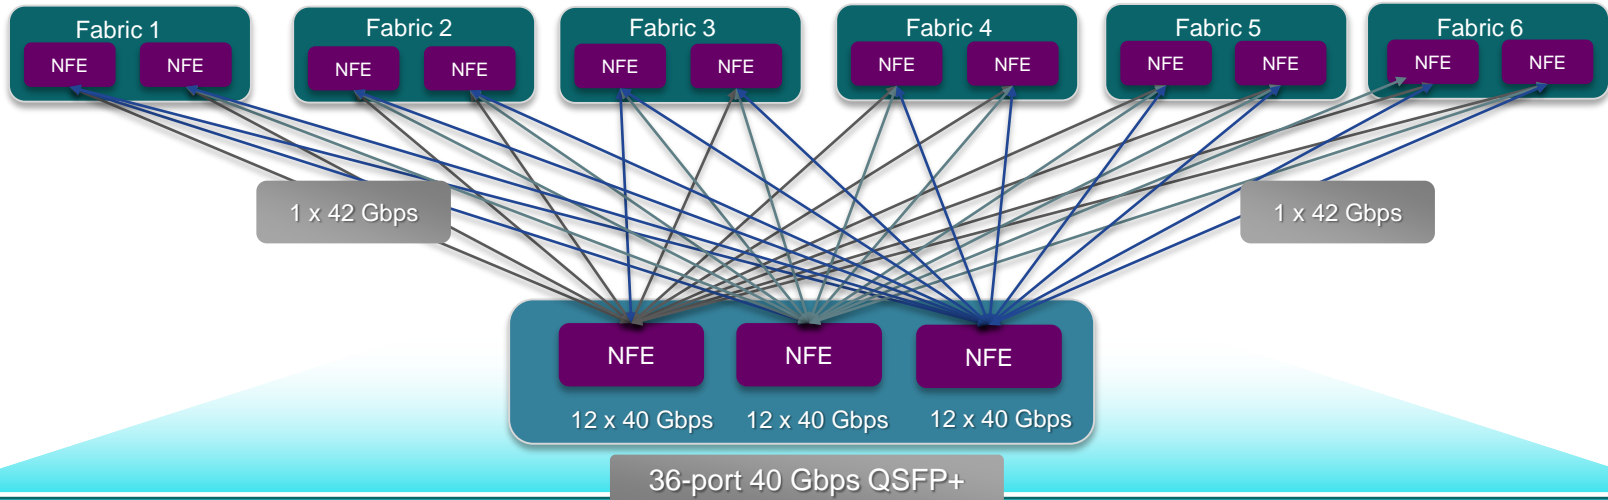 Fabric 1
Fabric 2
Fabric 3
Fabric 4
Fabric 5
Fabric 6
NFE
NFE
NFE
NFE
NFE
NFE
NFE
NFE
NFE
NFE
NFE
NFE
1 x 42 Gbps
1 x 42 Gbps
NFE
NFE
NFE
12 x 40 Gbps
12 x 40 Gbps
12 x 40 Gbps
36-port 40 Gbps QSFP+